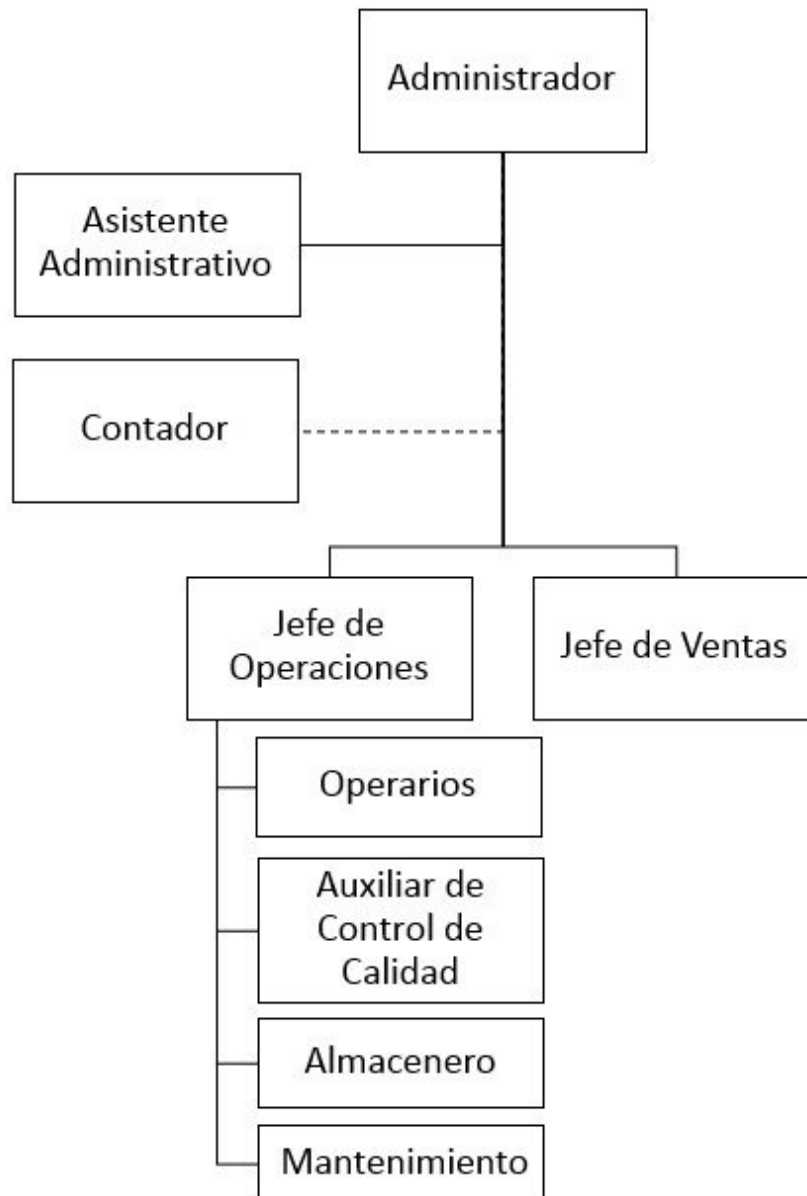 Administrador
Asistente
Administrativo
Contador
Jefe de
Operaciones
Jefe de Ventas
Operarios
Auxiliar de
Control de
Calidad
Almacenero
Mantenimiento